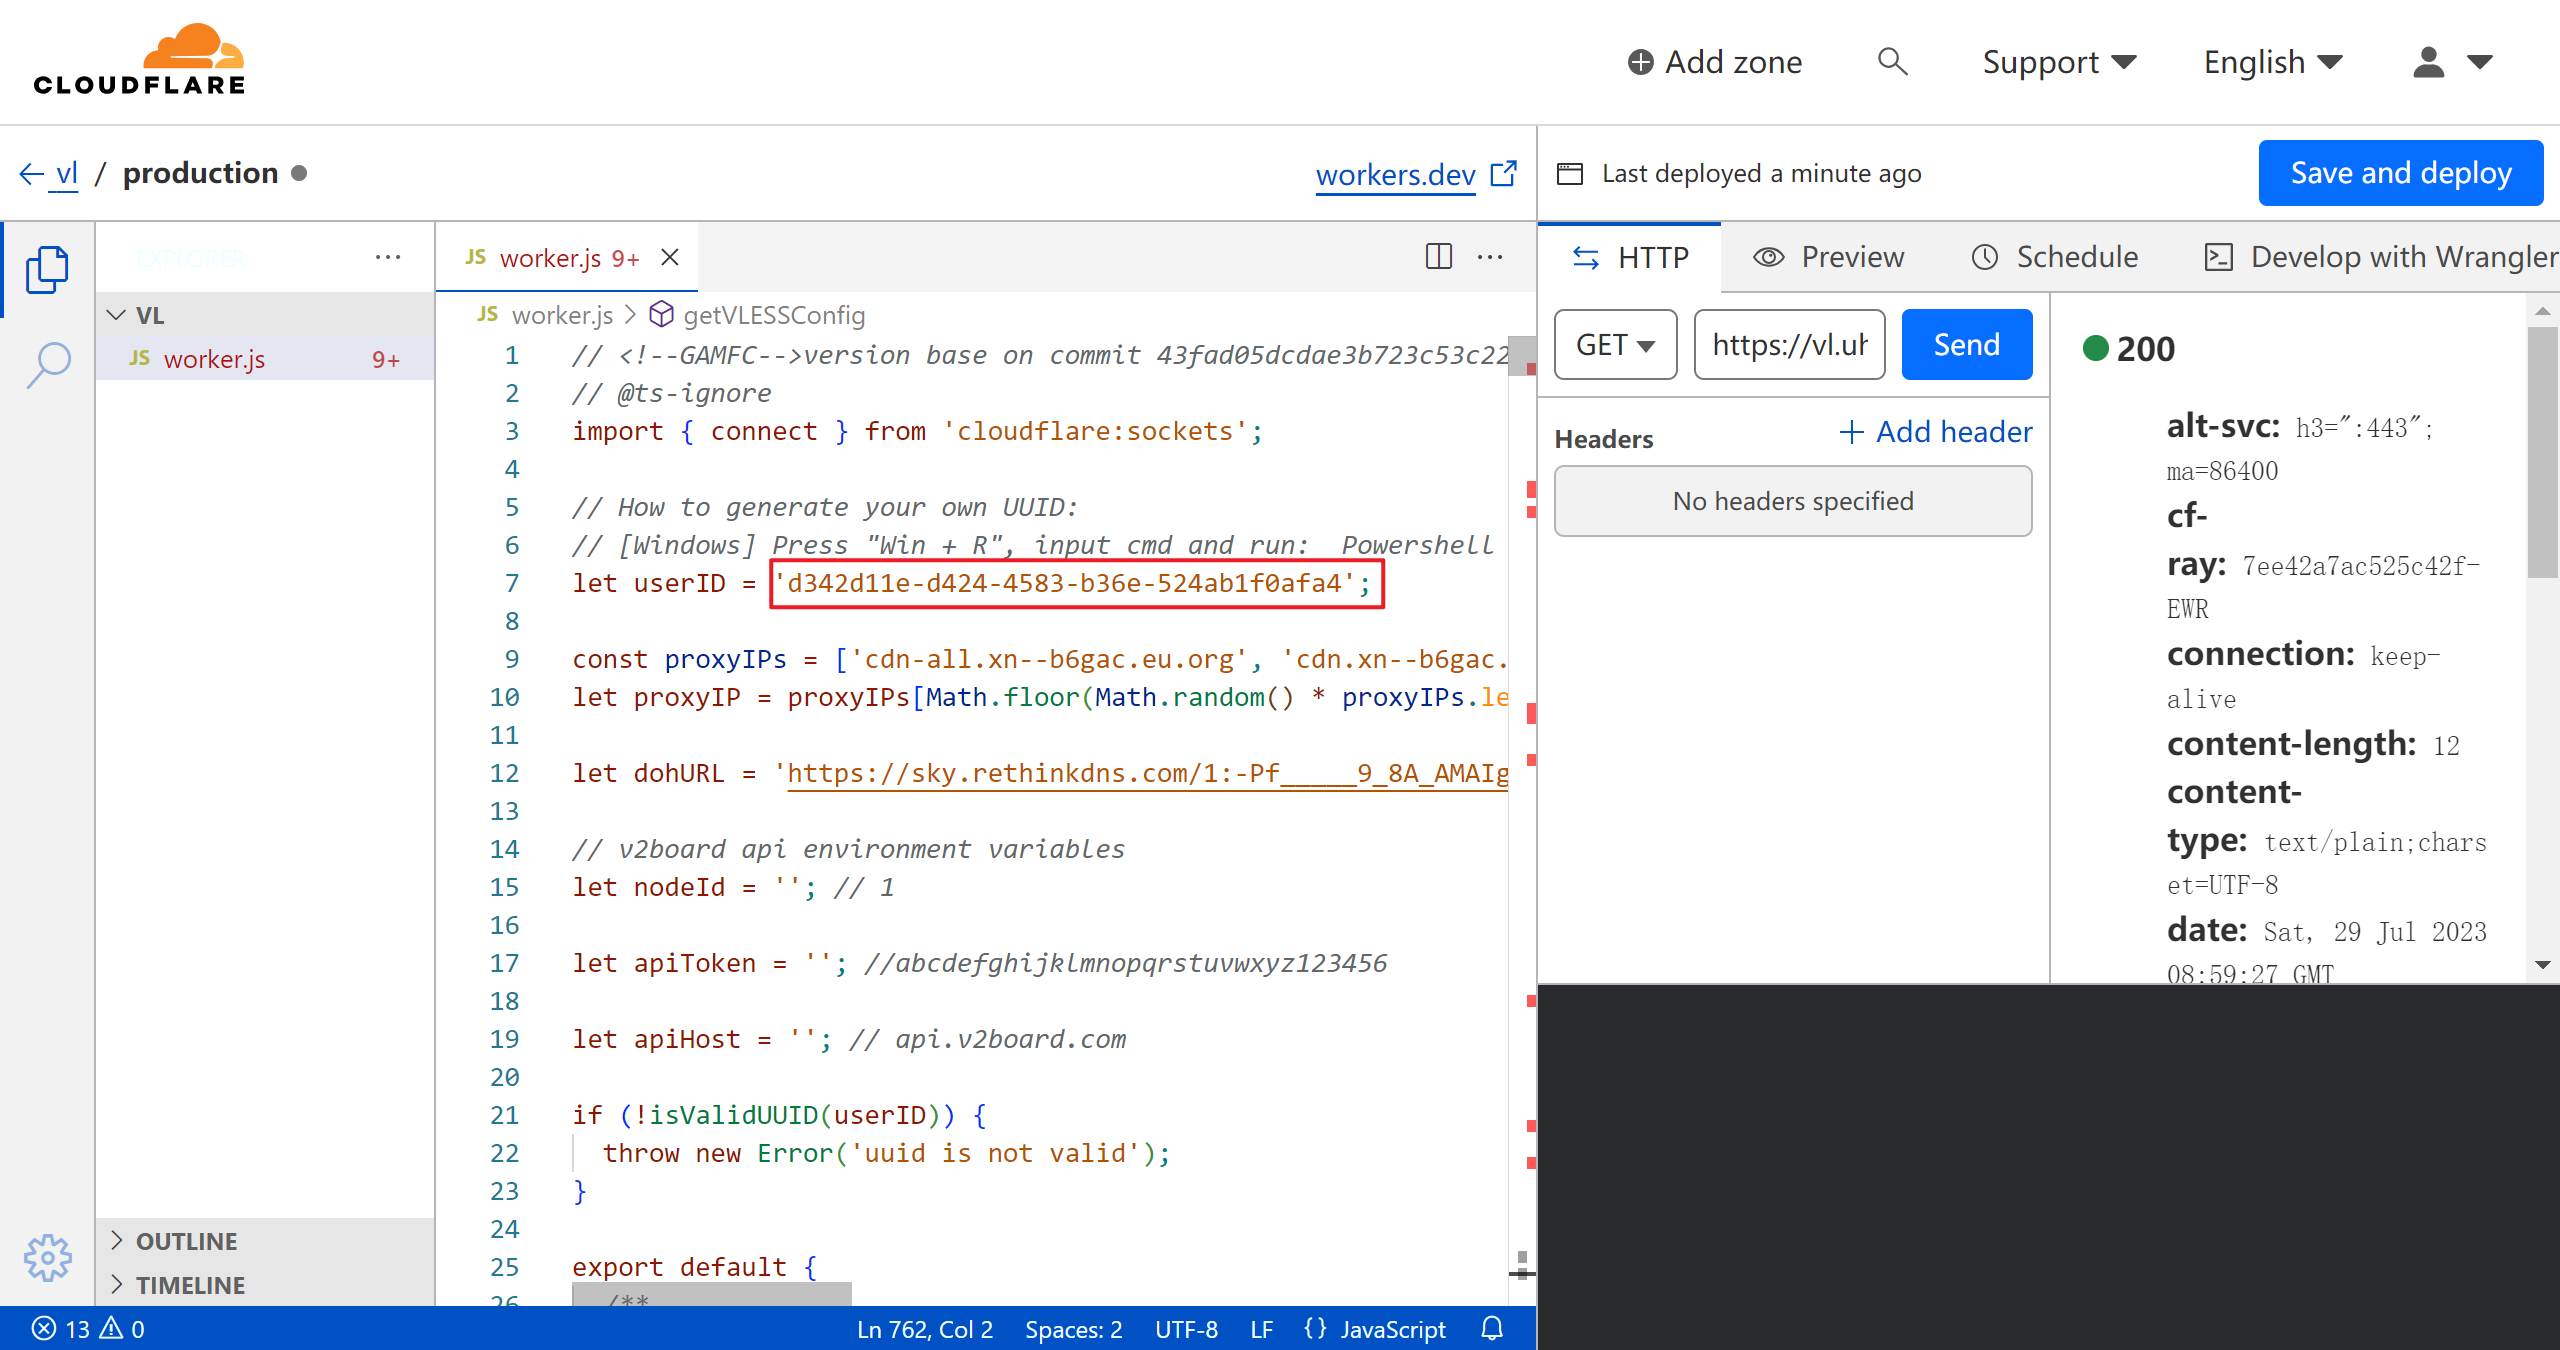 CLOUDFLARE
Add zone
Support
English
vl / production
workers.dev
Last deployed a minute ago
Save and deploy
EXPLORER
JS worker.js 9+
HTTP
Preview
Schedule
Develop with Wrangler
VL
JS worker.js 9+
OUTLINE
TIMELINE
JS worker.js > getVLESSConfig
1 // <!--GAMFC-->version base on commit 43fad05dcdae3b723c53c22
2 // @ts-ignore
3 import { connect } from 'cloudflare:sockets';
4
5 // How to generate your own UUID:
6 // [Windows] Press "Win + R", input cmd and run:  Powershell
7 let userID = 'd342d11e-d424-4583-b36e-524ab1f0afa4';
8
9 const proxyIPs = ['cdn-all.xn--b6gac.eu.org', 'cdn.xn--b6gac.
10 let proxyIP = proxyIPs[Math.floor(Math.random() * proxyIPs.le
11
12 let dohURL = 'https://sky.rethinkdns.com/1:-Pf_____9_8A_AMAIg
13
14 // v2board api environment variables
15 let nodeId = ''; // 1
16
17 let apiToken = ''; //abcdefghijklmnopqrstuvwxyz123456
18
19 let apiHost = ''; // api.v2board.com
20
21 if (!isValidUUID(userID)) {
22 throw new Error('uuid is not valid');
23 }
24
25 export default {
26 /**
GET
https://vl.uh
Send
Headers
+ Add header
No headers specified
200
alt-svc: h3=":443";
ma=86400
cf-
ray: 7ee42a7ac525c42f-
EWR
connection: keep-
alive
content-length: 12
content-
type: text/plain;chars
et=UTF-8
date: Sat, 29 Jul 2023
08:59:27 GMT
13 0
Ln 762, Col 2
Spaces: 2
UTF-8
LF
{} JavaScript